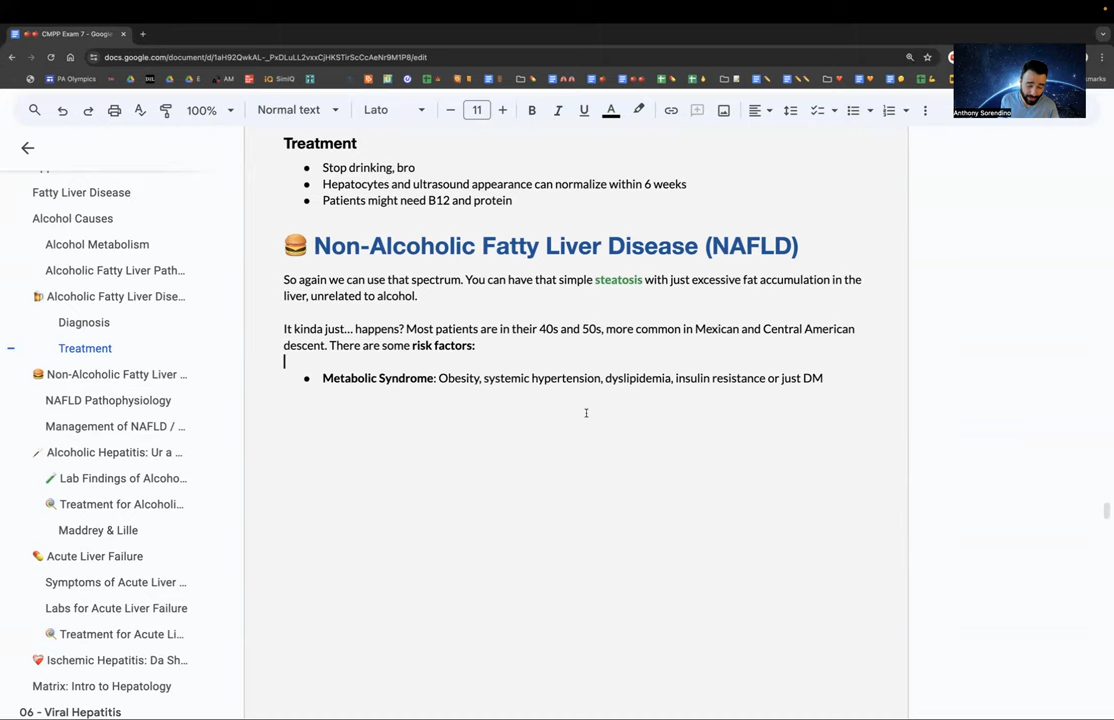 CMPP Exam 7 -
docs.google.com/document/d/1aH92QwkAL-_PxDLuLL2vxxCjHKSTirScCcAeNr9M1P8/edit
PA Olympics
DSL
E
AM
SimIQ
Anthony Sorendino
100%
Normal text
Lato
11
B
I
U
A
Fatty Liver Disease
Alcohol Causes
Alcohol Metabolism
Alcoholic Fatty Liver Path...
Alcoholic Fatty Liver Dise...
Diagnosis
Treatment
Non-Alcoholic Fatty Liver ...
NAFLD Pathophysiology
Management of NAFLD / ...
Alcoholic Hepatitis: Ur a ...
Lab Findings of Alcoho...
Treatment for Alcoholi...
Maddrey & Lille
Acute Liver Failure
Symptoms of Acute Liver ...
Labs for Acute Liver Failure
Treatment for Acute Li...
Ischemic Hepatitis: Da Sh...
Matrix: Intro to Hepatology
06 - Viral Hepatitis
Treatment
● Stop drinking, bro
● Hepatocytes and ultrasound appearance can normalize within 6 weeks
● Patients might need B12 and protein
🍔 Non-Alcoholic Fatty Liver Disease (NAFLD)
So again we can use that spectrum. You can have that simple steatosis with just excessive fat accumulation in the
liver, unrelated to alcohol.
It kinda just... happens? Most patients are in their 40s and 50s, more common in Mexican and Central American
descent. There are some risk factors:
● Metabolic Syndrome: Obesity, systemic hypertension, dyslipidemia, insulin resistance or just DM